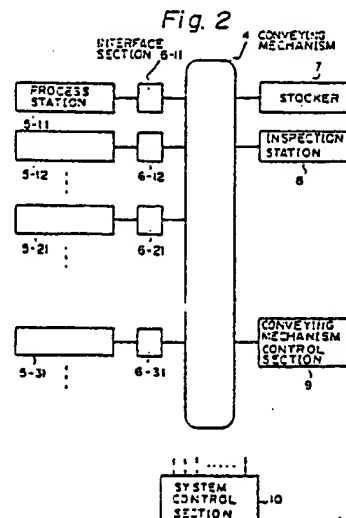 Fig. 2
INTERFACE SECTION 6-11
4 CONVEYING MECHANISM
PROCESS STATION
5-11
7
STOCKER
5-12
6-12
INSPECTION STATION
8
5-21
6-21
5-31
6-31
CONVEYING MECHANISM CONTROL SECTION
9
SYSTEM CONTROL SECTION
10